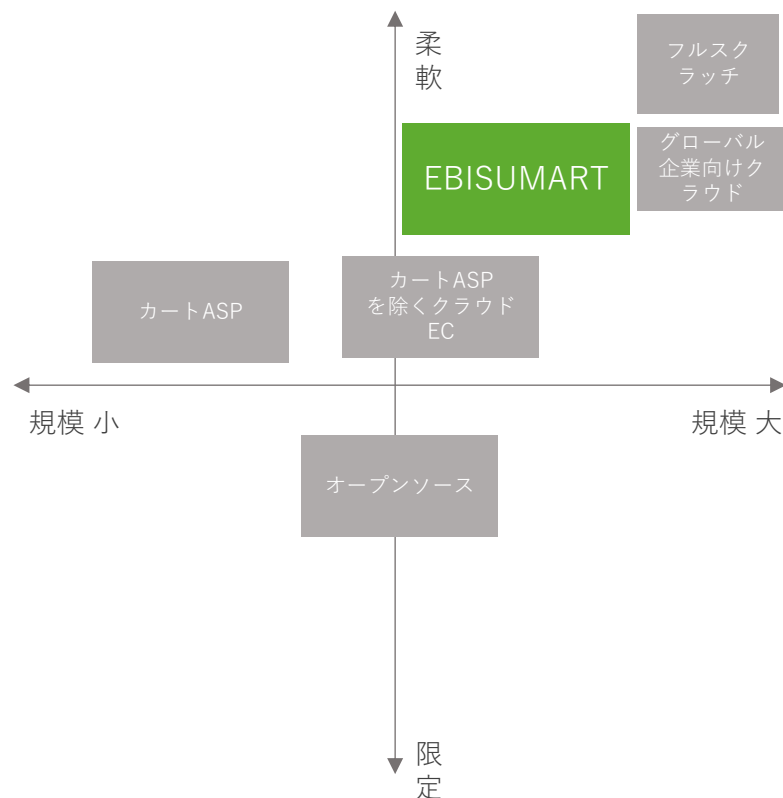 柔
軟
フルスク
ラッチ
EBISUMART
グローバル
企業向けク
ラウド
カートASP
カートASP
を除くクラウド
EC
規模 小
規模 大
オープンソース
限
定